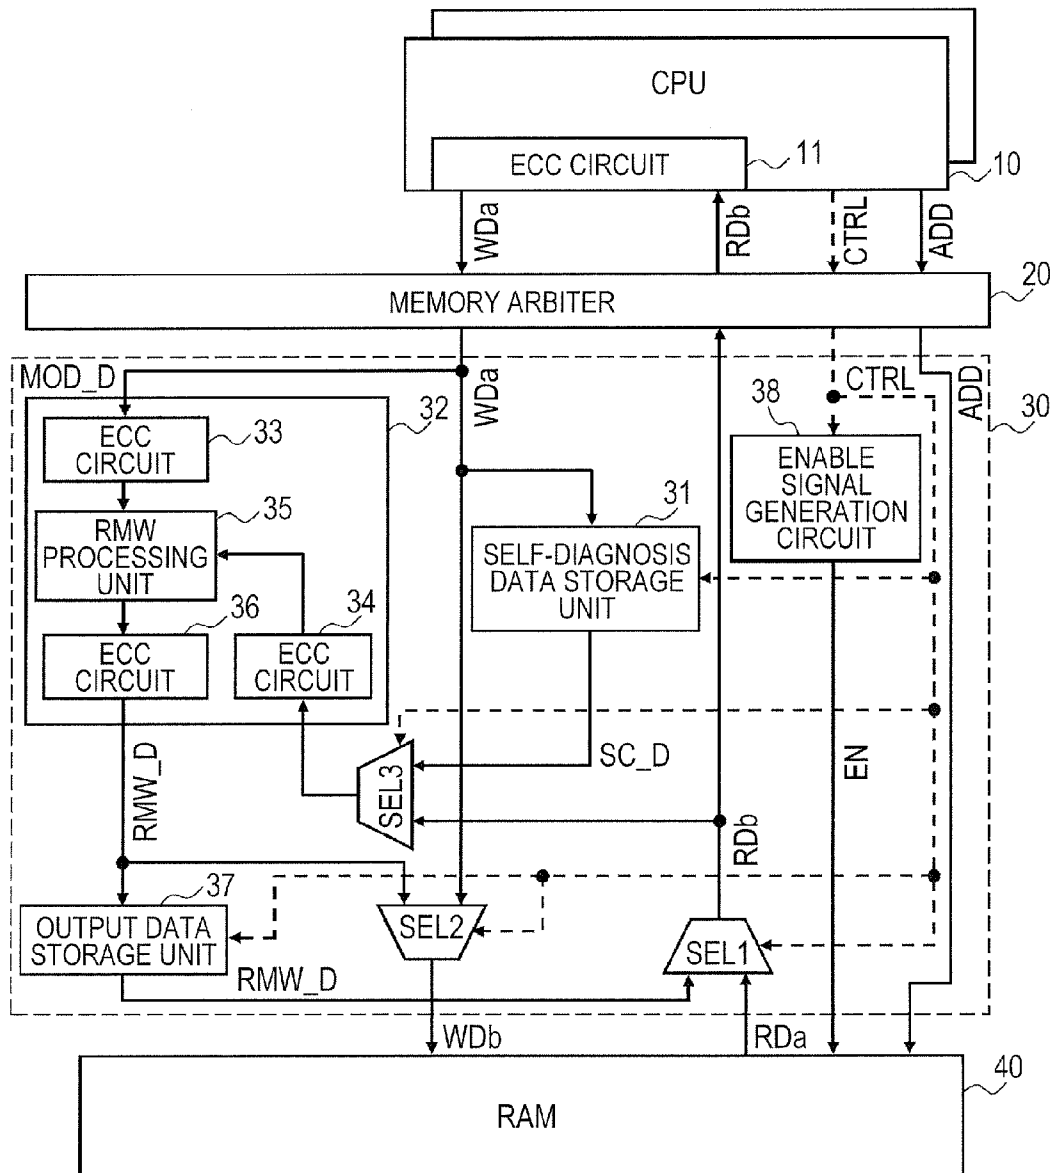 CPU
ECC CIRCUIT
11
10
WDa
RDb
CTRL
ADD
20
MEMORY ARBITER
MOD_D
WDa
CTRL
ADD
30
32
33
ECC
CIRCUIT
38
ENABLE
SIGNAL
GENERATION
CIRCUIT
35
RMW
PROCESSING
UNIT
31
SELF-DIAGNOSIS
DATA STORAGE
UNIT
36
ECC
CIRCUIT
34
ECC
CIRCUIT
RMW_D
SEL3
SC_D
EN
RDb
37
OUTPUT DATA
STORAGE UNIT
SEL2
SEL1
RMW_D
WDb
RDa
40
RAM